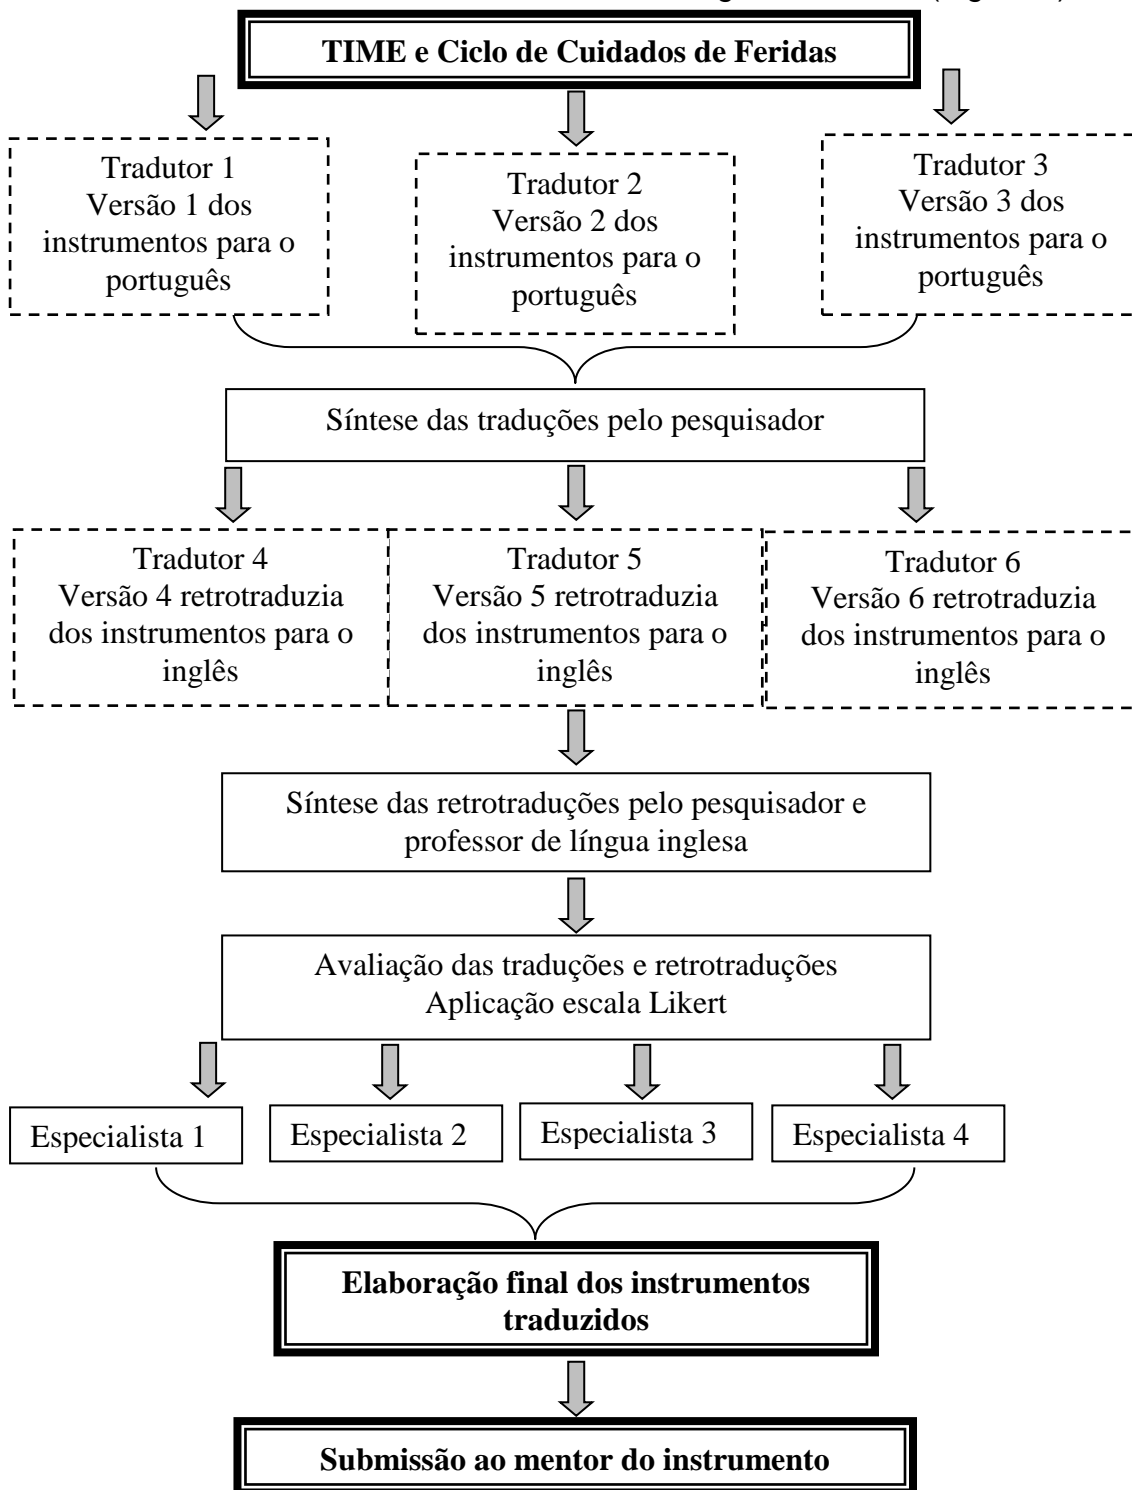 TIME e Ciclo de Cuidados de Feridas
Tradutor 1
Versão 1 dos
instrumentos para o
português
Tradutor 2
Versão 2 dos
instrumentos para o
português
Tradutor 3
Versão 3 dos
instrumentos para o
português
Síntese das traduções pelo pesquisador
Tradutor 4
Versão 4 retrotraduzia
dos instrumentos para o
inglês
Tradutor 5
Versão 5 retrotraduzia
dos instrumentos para o
inglês
Tradutor 6
Versão 6 retrotraduzia
dos instrumentos para o
inglês
Síntese das retrotraduções pelo pesquisador e
professor de língua inglesa
Avaliação das traduções e retrotraduções
Aplicação escala Likert
Especialista 1
Especialista 2
Especialista 3
Especialista 4
Elaboração final dos instrumentos
traduzidos
Submissão ao mentor do instrumento